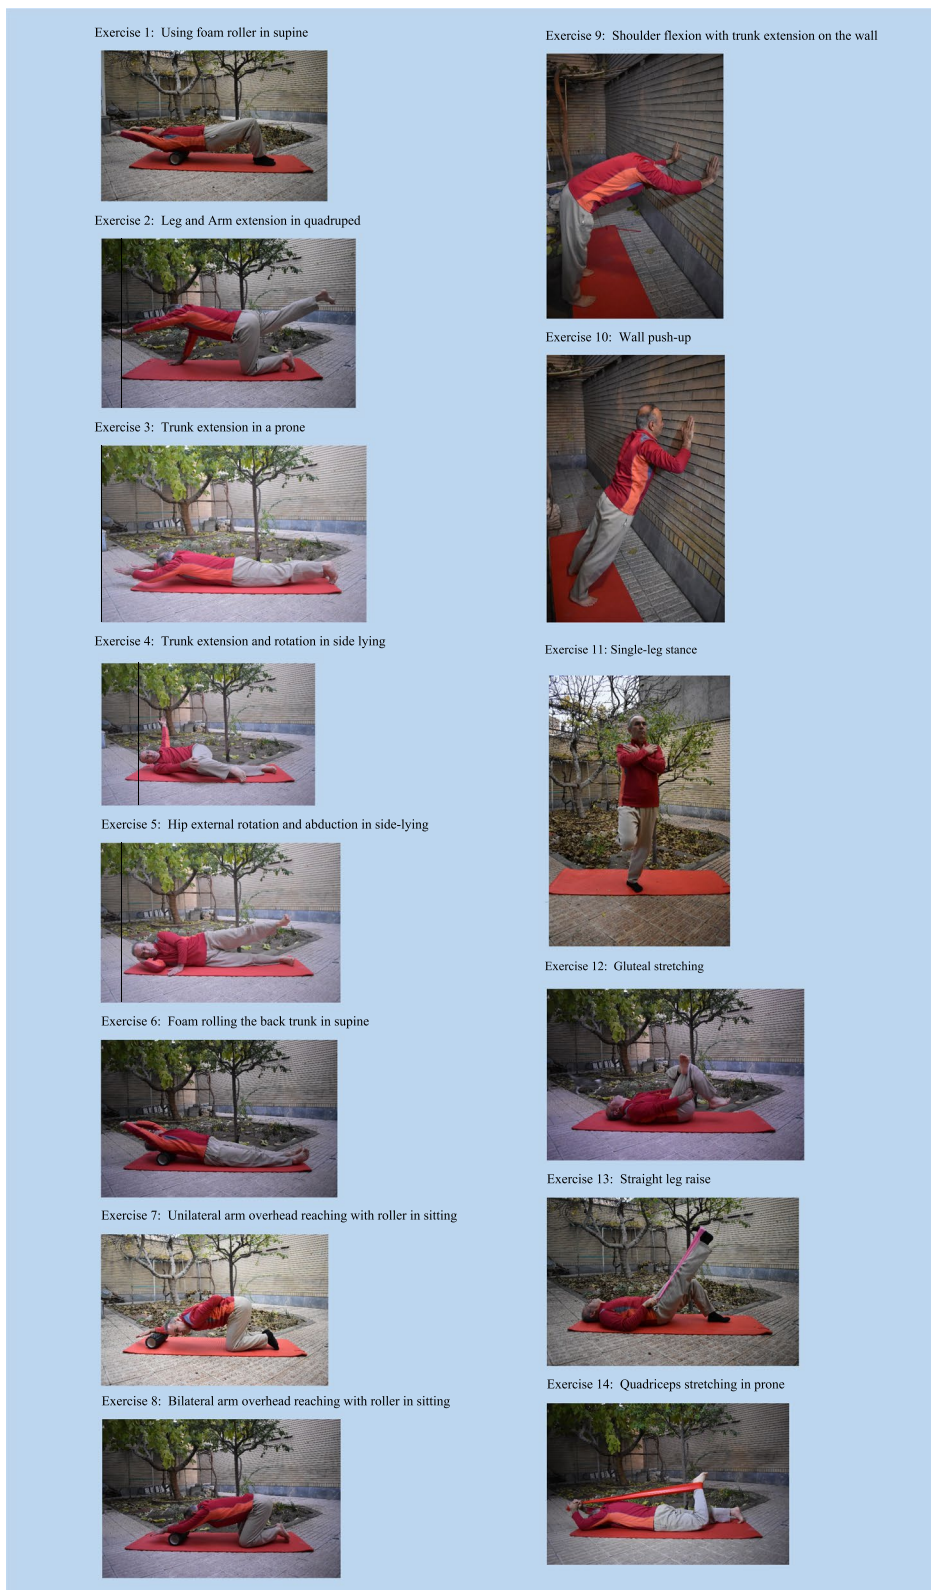 Exercise 1: Using foam roller in supine
Exercise 2: Leg and Arm extension in quadruped
Exercise 3: Trunk extension in a prone
Exercise 4: Trunk extension and rotation in side lying
Exercise 5: Hip external rotation and abduction in side-lying
Exercise 6: Foam rolling the back trunk in supine
Exercise 7: Unilateral arm overhead reaching with roller in sitting
Exercise 8: Bilateral arm overhead reaching with roller in sitting
Exercise 9: Shoulder flexion with trunk extension on the wall
Exercise 10: Wall push-up
Exercise 11: Single-leg stance
Exercise 12: Gluteal stretching
Exercise 13: Straight leg raise
Exercise 14: Quadriceps stretching in prone